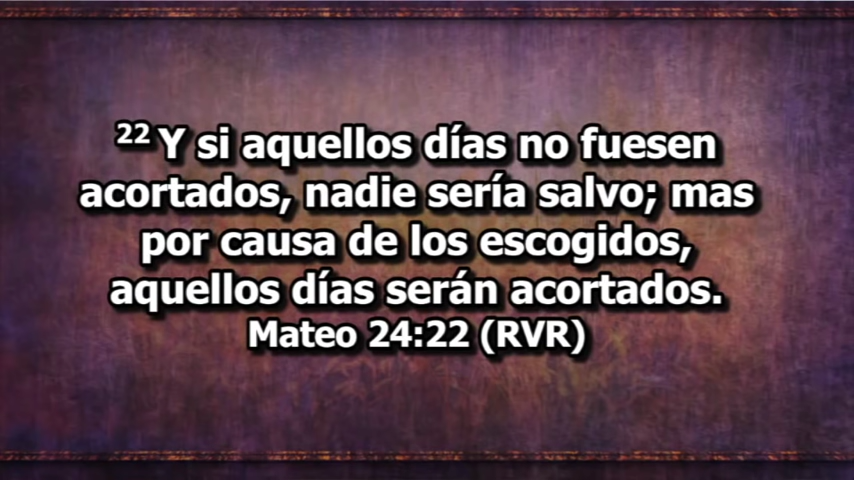 22 Y si aquellos días no fuesen
acortados, nadie sería salvo; mas
por causa de los escogidos,
aquellos días serán acortados.
Mateo 24:22 (RVR)